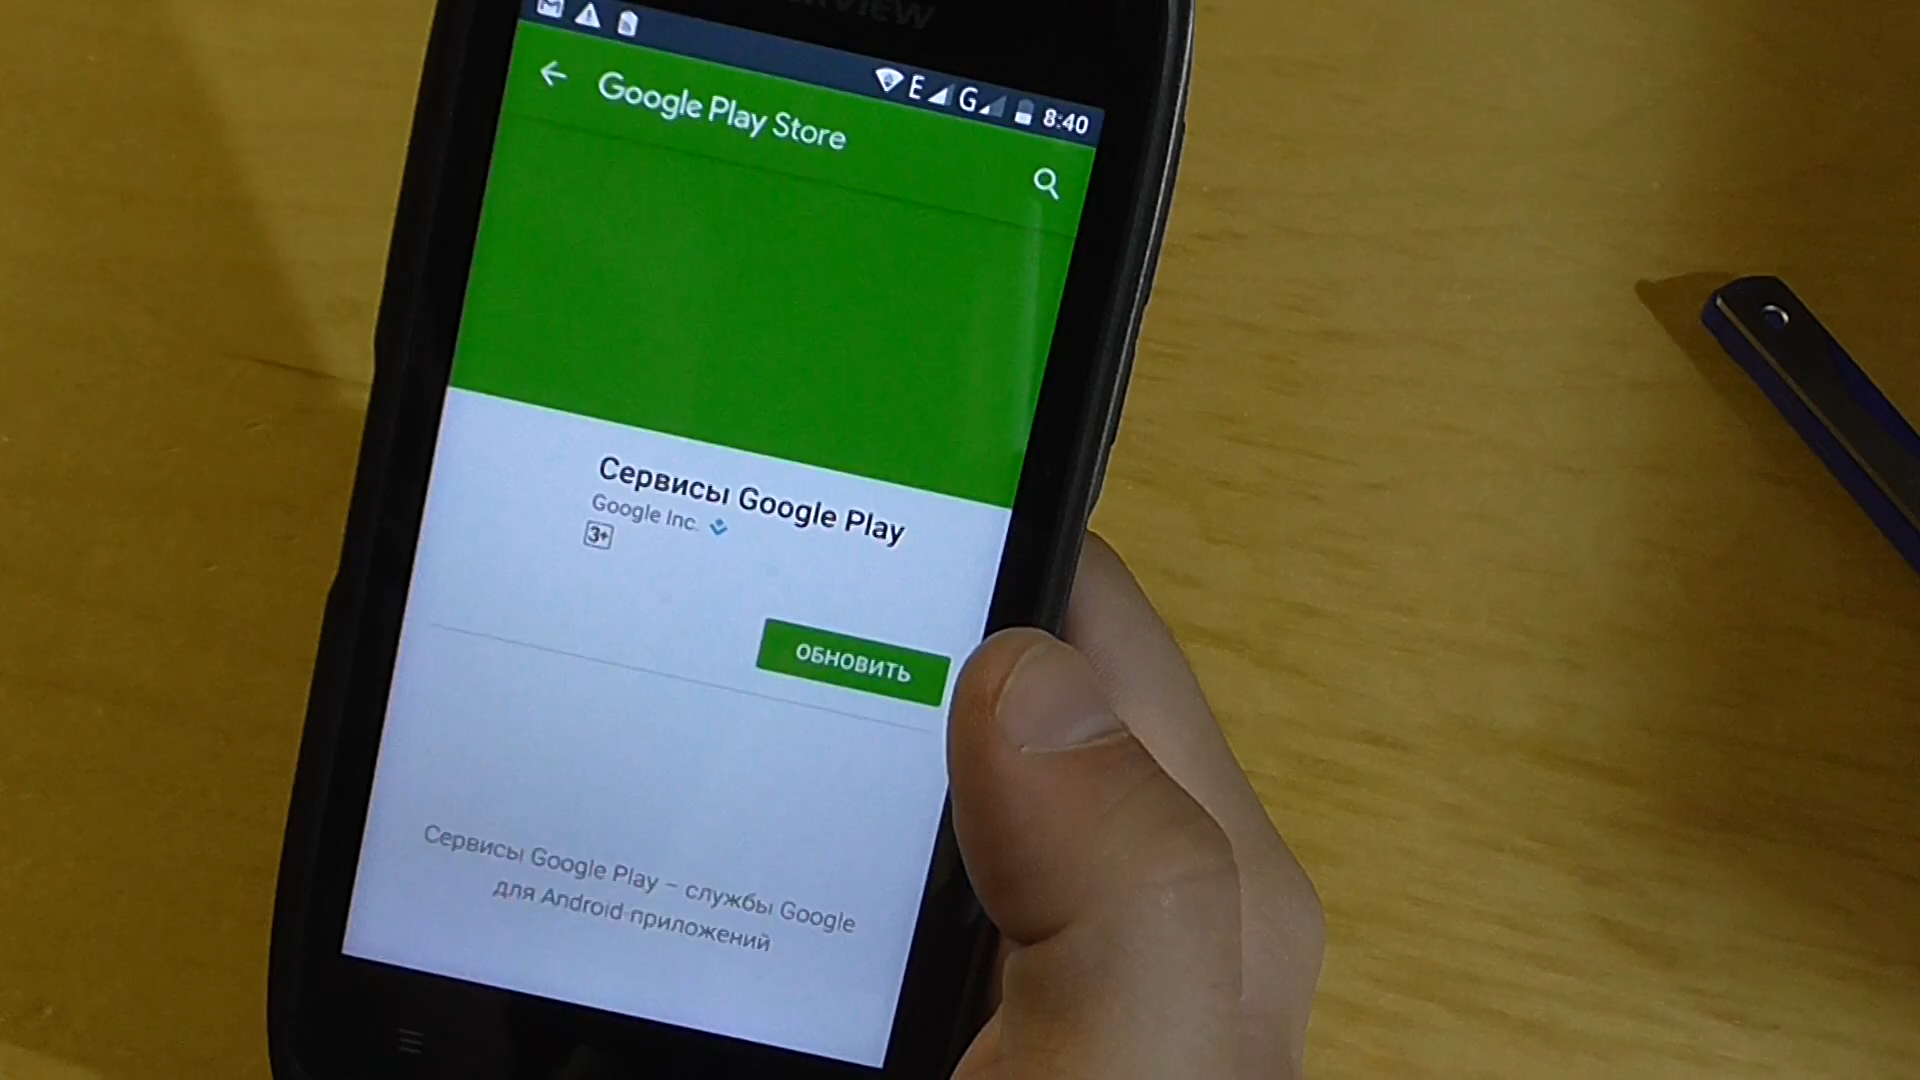 E G 8:40
Google Play Store
Сервисы Google Play
Google Inc.
3+
ОБНОВИТЬ
Сервисы Google Play – службы Google
для Android-приложений